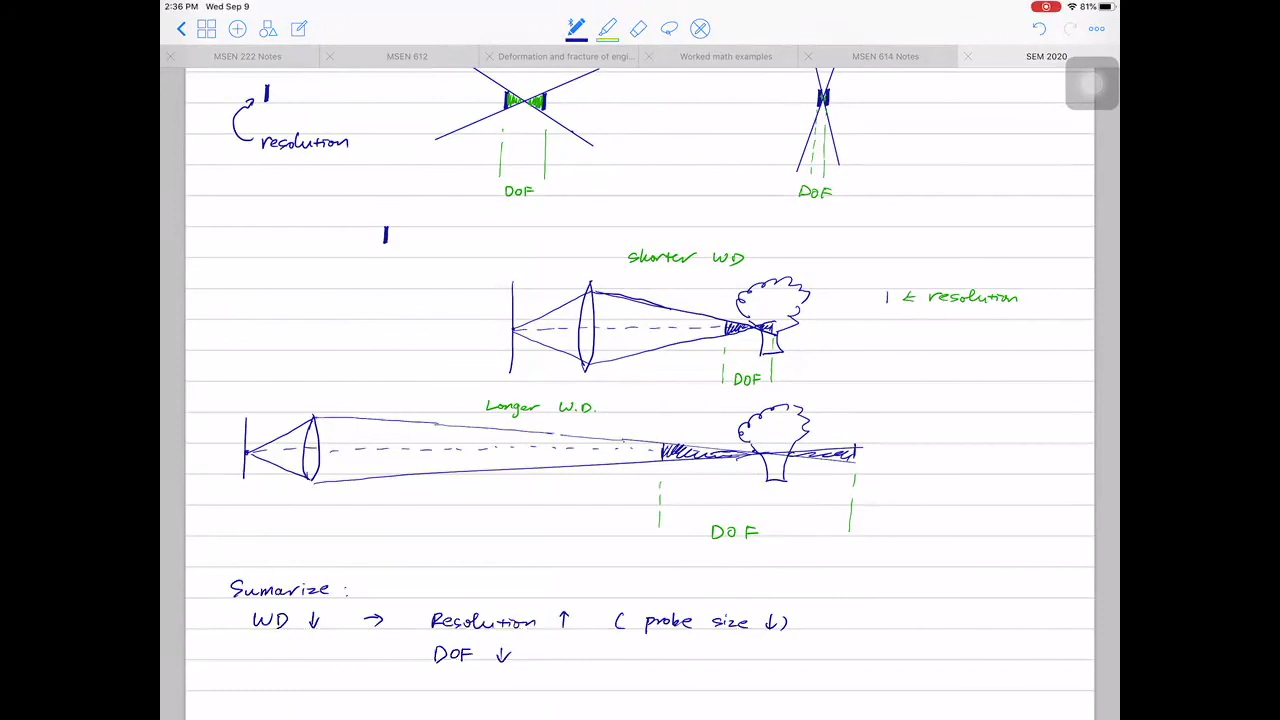 2:36 PM Wed Sep 9
81%
MSEN 222 Notes
MSEN 612
Deformation and fracture of engi...
Worked math examples
MSEN 614 Notes
SEM 2020
resolution
DOF
DOF
shorter WD
I ← resolution
DOF
Longer W.D.
DOF
Sumarize :
WD ↓ → Resolution ↑ ( probe size ↓)
DOF ↓